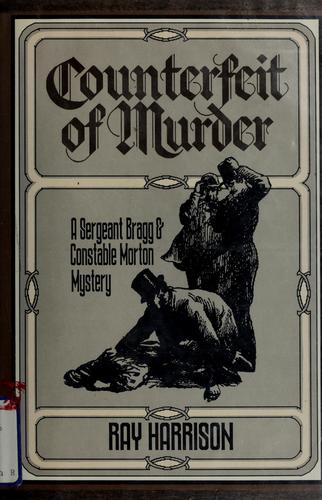 Counterfeit
of Murder
A Sergeant Bragg &
Constable Morton
Mystery
RAY HARRISON